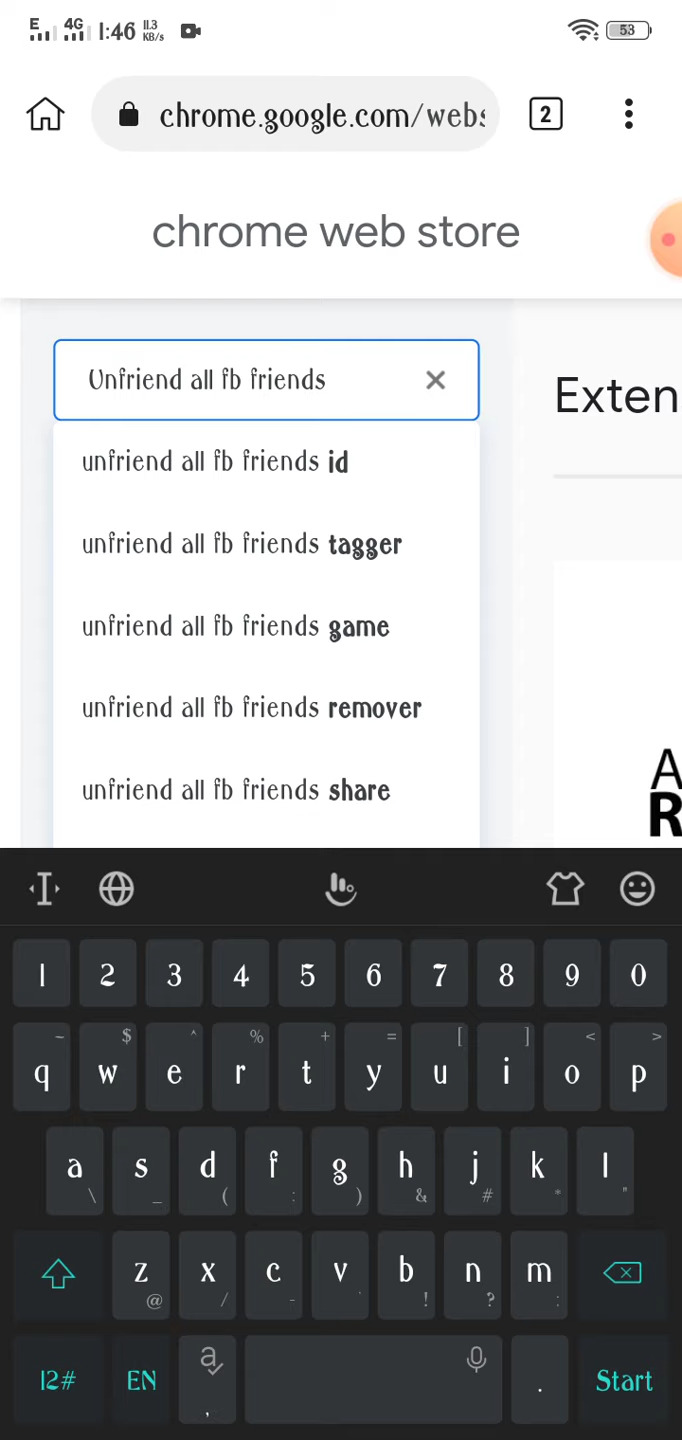 E 4G 1:46 11.3 KB/s 53
chrome.google.com/webs 2
chrome web store
Unfriend all fb friends
Exten
unfriend all fb friends id
unfriend all fb friends tagger
unfriend all fb friends game
unfriend all fb friends remover
unfriend all fb friends share
A
R
1 2 3 4 5 6 7 8 9 0
~ $ ^ % + = [ ] < >
q w e r t y u i o p
a s d f g h j k l
\ _ ( : ) & # * "
z x c v b n m
@ / - ' ! ? :
12# EN a , . Start